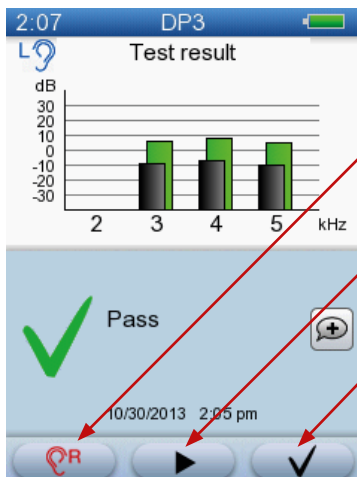 2:07 DP3
L Test result
dB
30
20
10
0
-10
-20
-30
2 3 4 5 kHz
Pass
10/30/2013 2:05 pm
R